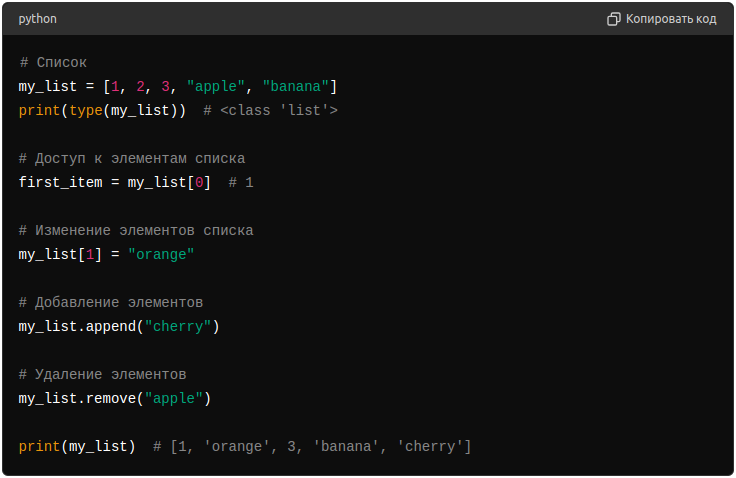 python
Копировать код
# Список
my_list = [1, 2, 3, "apple", "banana"]
print(type(my_list))  # <class 'list'>
# Доступ к элементам списка
first_item = my_list[0]  # 1
# Изменение элементов списка
my_list[1] = "orange"
# Добавление элементов
my_list.append("cherry")
# Удаление элементов
my_list.remove("apple")
print(my_list)  # [1, 'orange', 3, 'banana', 'cherry']